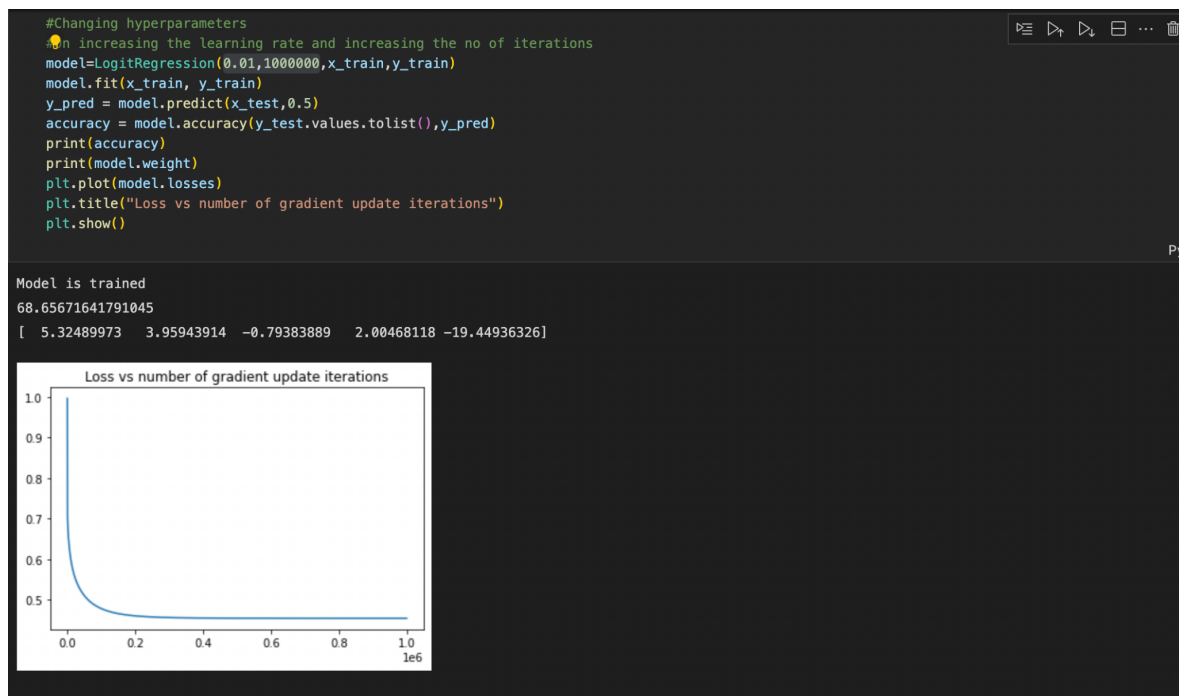 #Changing hyperparameters
#On increasing the learning rate and increasing the no of iterations
model=LogitRegression(0.01,1000000,x_train,y_train)
model.fit(x_train, y_train)
y_pred = model.predict(x_test,0.5)
accuracy = model.accuracy(y_test.values.tolist(),y_pred)
print(accuracy)
print(model.weight)
plt.plot(model.losses)
plt.title("Loss vs number of gradient update iterations")
plt.show()
Model is trained
68.65671641791045
[ 5.32489973 3.95943914 -0.79383889 2.00468118 -19.44936326]
Loss vs number of gradient update iterations
1.0
0.9
0.8
0.7
0.6
0.5
0.0 0.2 0.4 0.6 0.8 1.0
1e6